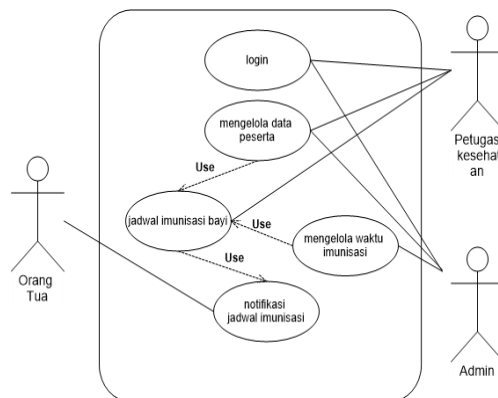 login
mengelola data
peserta
Use
jadwal imunisasi bayi
Use
mengelola waktu
imunisasi
Use
notifikasi
jadwal imunisasi
Orang
Tua
Petugas
kesehat
an
Admin